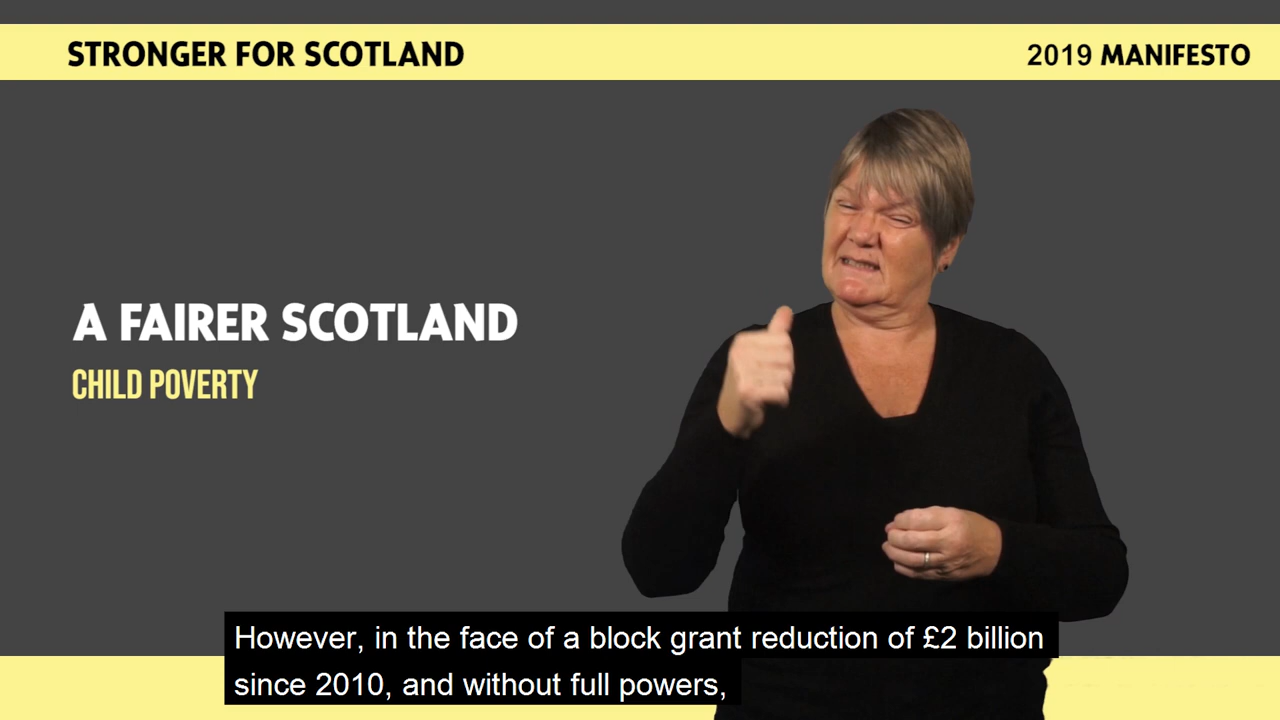 STRONGER FOR SCOTLAND
2019 MANIFESTO
A FAIRER SCOTLAND
CHILD POVERTY
However, in the face of a block grant reduction of £2 billion
since 2010, and without full powers,